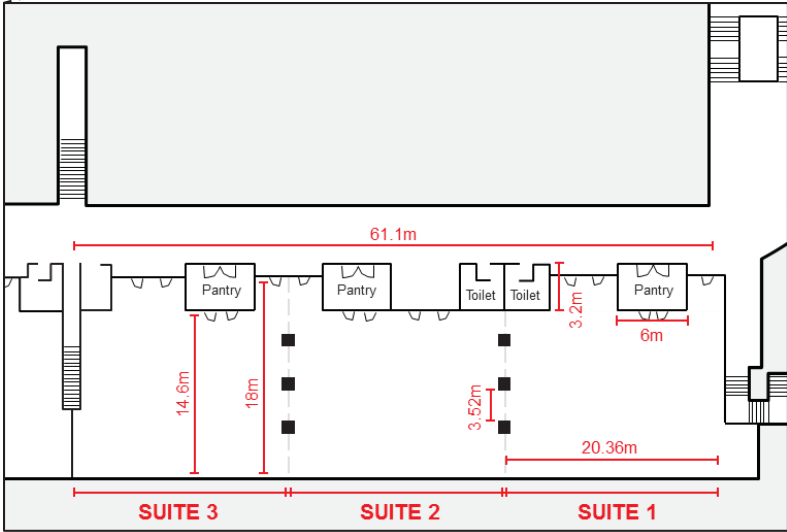 61.1m
Pantry
Pantry
Toilet
Toilet
Pantry
3.2m
6m
14.6m
18m
3.52m
20.36m
SUITE 3
SUITE 2
SUITE 1